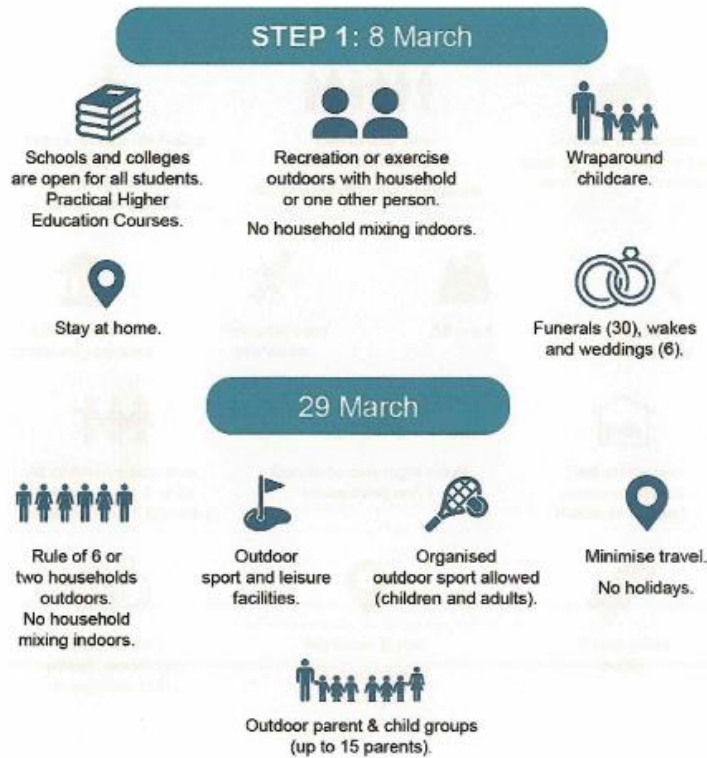 STEP 1: 8 March
Schools and colleges
are open for all students.
Practical Higher
Education Courses.
Recreation or exercise
outdoors with household
or one other person.
No household mixing indoors.
Wraparound
childcare.
Stay at home.
Funerals (30), wakes
and weddings (6).
29 March
Rule of 6 or
two households
outdoors.
No household
mixing indoors.
Outdoor
sport and leisure
facilities.
Organised
outdoor sport allowed
(children and adults).
Minimise travel.
No holidays.
Outdoor parent & child groups
(up to 15 parents).